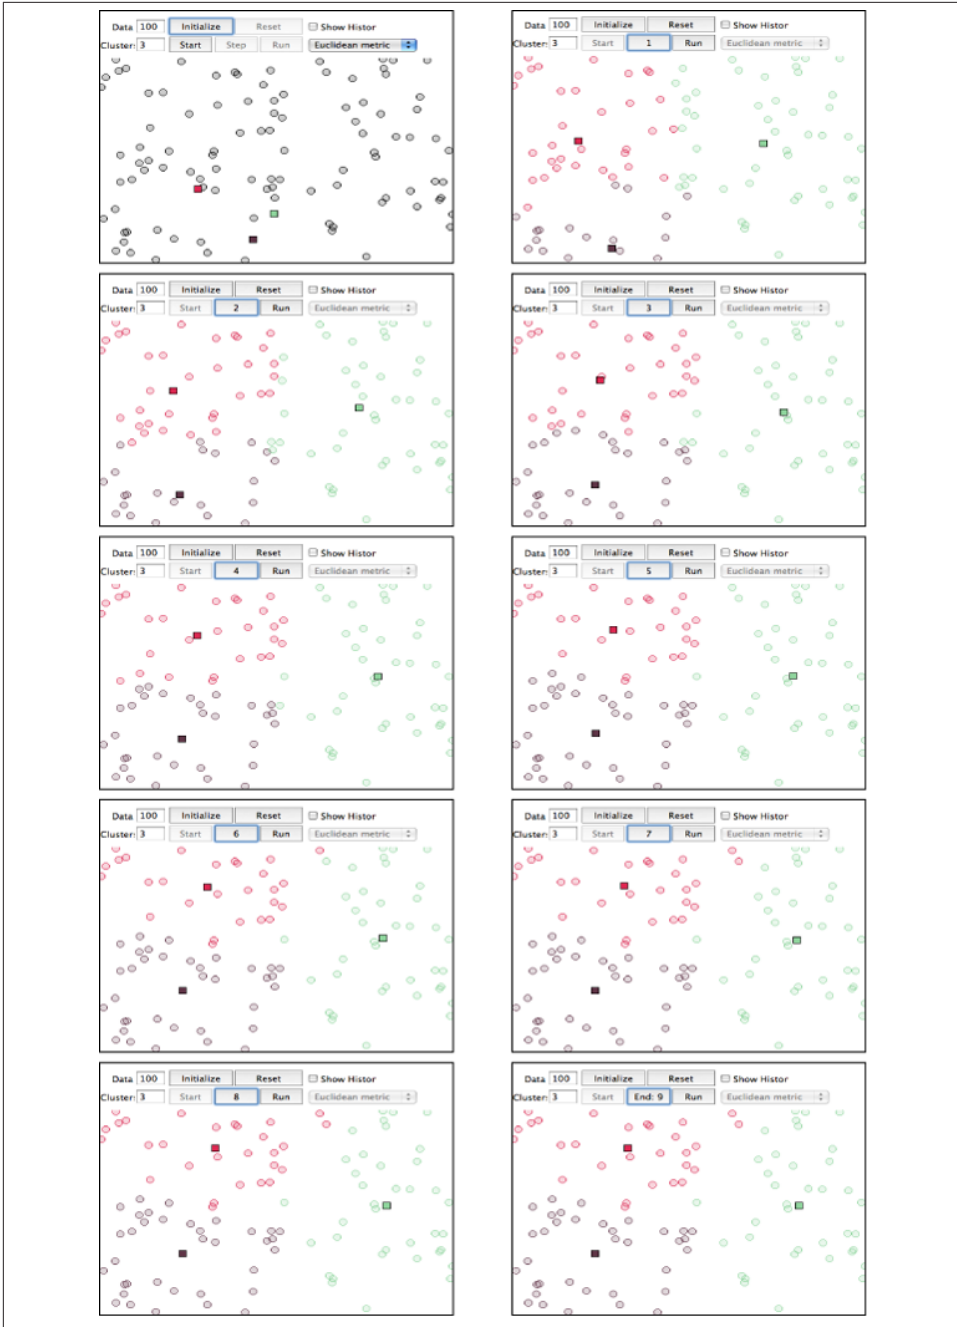 Data 100 Initialize Reset Show Histor
Cluster: 3 Start Step Run Euclidean metric
Data 100 Initialize Reset Show Histor
Cluster: 3 Start 1 Run Euclidean metric
Data 100 Initialize Reset Show Histor
Cluster: 3 Start 2 Run Euclidean metric
Data 100 Initialize Reset Show Histor
Cluster: 3 Start 3 Run Euclidean metric
Data 100 Initialize Reset Show Histor
Cluster: 3 Start 4 Run Euclidean metric
Data 100 Initialize Reset Show Histor
Cluster: 3 Start 5 Run Euclidean metric
Data 100 Initialize Reset Show Histor
Cluster: 3 Start 6 Run Euclidean metric
Data 100 Initialize Reset Show Histor
Cluster: 3 Start 7 Run Euclidean metric
Data 100 Initialize Reset Show Histor
Cluster: 3 Start 8 Run Euclidean metric
Data 100 Initialize Reset Show Histor
Cluster: 3 Start End: 9 Run Euclidean metric